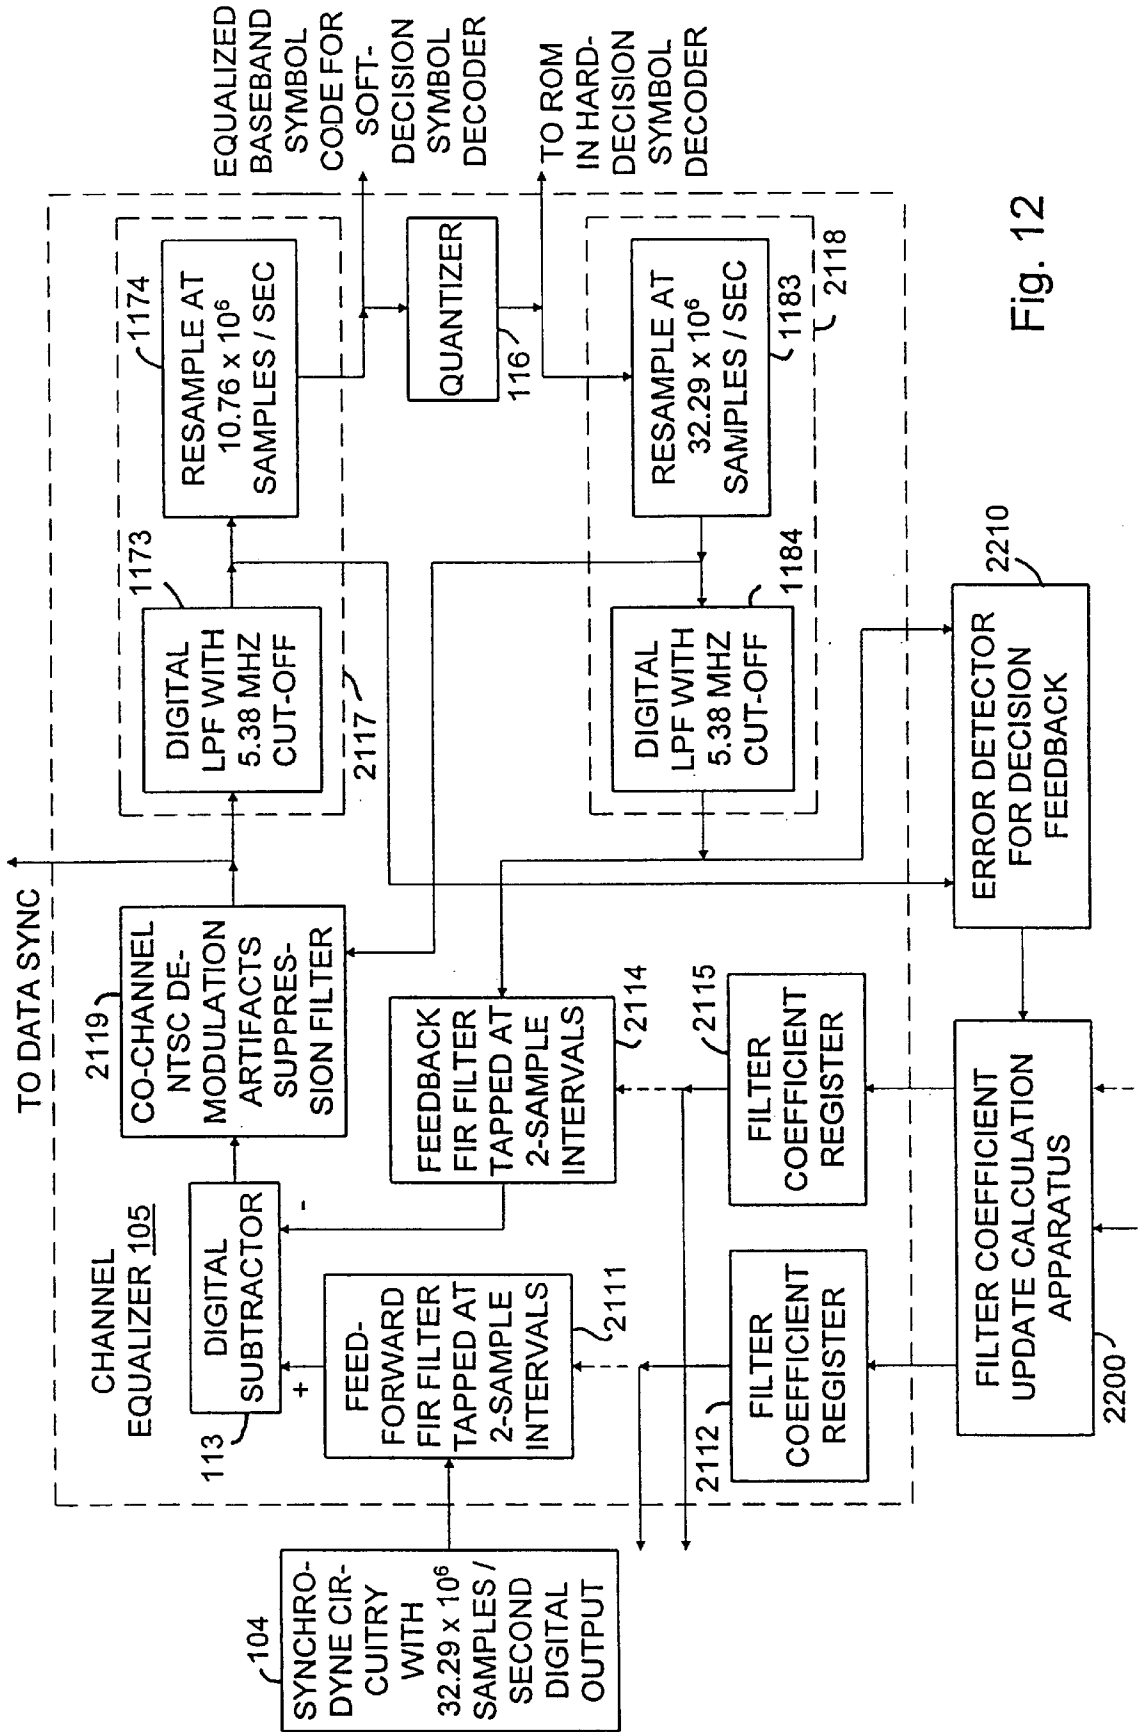 TO DATA SYNC
CHANNEL
EQUALIZER 105
104
SYNCHRO-
DYNE CIR-
CUITRY WITH
32.29 x 10⁶
SAMPLES /
SECOND
DIGITAL
OUTPUT
113
DIGITAL
SUBTRACTOR
+
-
FEED-
FORWARD
FIR FILTER
TAPPED AT
2-SAMPLE
INTERVALS
2111
2112
FILTER
COEFFICIENT
REGISTER
2119
CO-CHANNEL
NTSC DE-
MODULATION
ARTIFACTS
SUPPRES-
SION FILTER
FEEDBACK
FIR FILTER
TAPPED AT
2-SAMPLE
INTERVALS
2114
2115
FILTER
COEFFICIENT
REGISTER
1173
DIGITAL
LPF WITH
5.38 MHZ
CUT-OFF
2117
1174
RESAMPLE AT
10.76 x 10⁶
SAMPLES / SEC
EQUALIZED
BASEBAND
SYMBOL
CODE FOR
SOFT-
DECISION
SYMBOL
DECODER
QUANTIZER
116
TO ROM
IN HARD-
DECISION
SYMBOL
DECODER
RESAMPLE AT
32.29 x 10⁶
SAMPLES / SEC
1183
2118
1184
DIGITAL
LPF WITH
5.38 MHZ
CUT-OFF
2210
ERROR DETECTOR
FOR DECISION
FEEDBACK
FILTER COEFFICIENT
UPDATE CALCULATION
APPARATUS
2200
Fig. 12